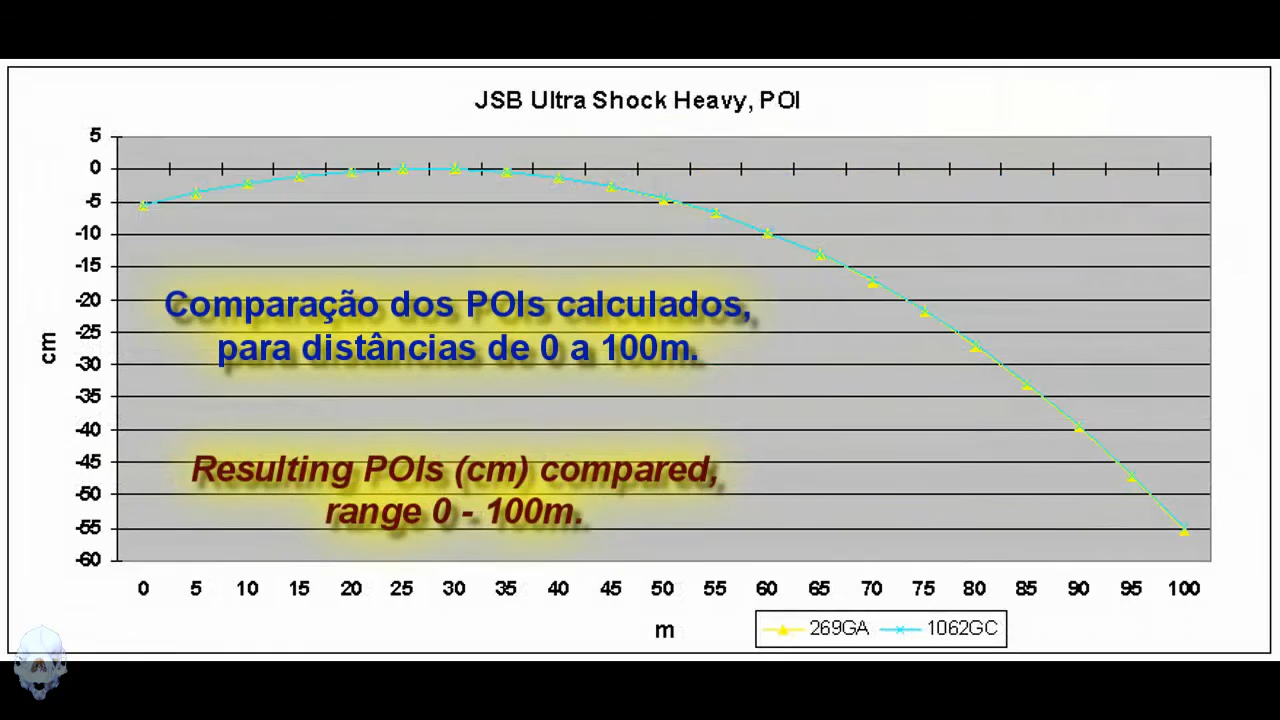 JSB Ultra Shock Heavy, POI
5
0
-5
-10
-15
-20
-25
-30
-35
-40
-45
-50
-55
-60
cm
Comparação dos POIs calculados,
para distâncias de 0 a 100m.
Resulting POIs (cm) compared,
range 0 - 100m.
0 5 10 15 20 25 30 35 40 45 50 55 60 65 70 75 80 85 90 95 100
m
269GA 1062GC